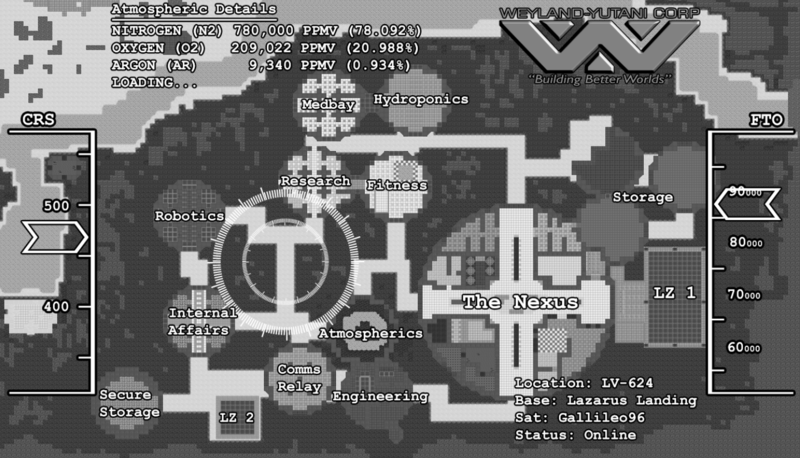 Atmospheric Details
NITROGEN (N2) 780,000 PPMV (78.092%)
OXYGEN (O2) 209,022 PPMV (20.988%)
ARGON (AR) 9,340 PPMV (0.934%)
LOADING...
WEYLAND-YUTANI CORP
"Building Better Worlds"
CRS
500
400
FTO
90000
80000
70000
60000
Medbay
Hydroponics
Research
Fitness
Storage
Robotics
The Nexus
LZ 1
Internal
Affairs
Atmospherics
Comms
Relay
Engineering
Secure
Storage
LZ 2
Location: LV-624
Base: Lazarus Landing
Sat: Gallileo96
Status: Online